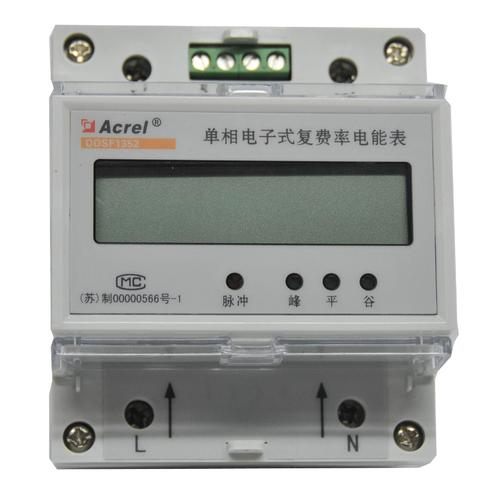 Acrel®
DDSF1352
单相电子式复费率电能表
MC
(苏)制00000566号-1
脉冲 峰 平 谷
L N